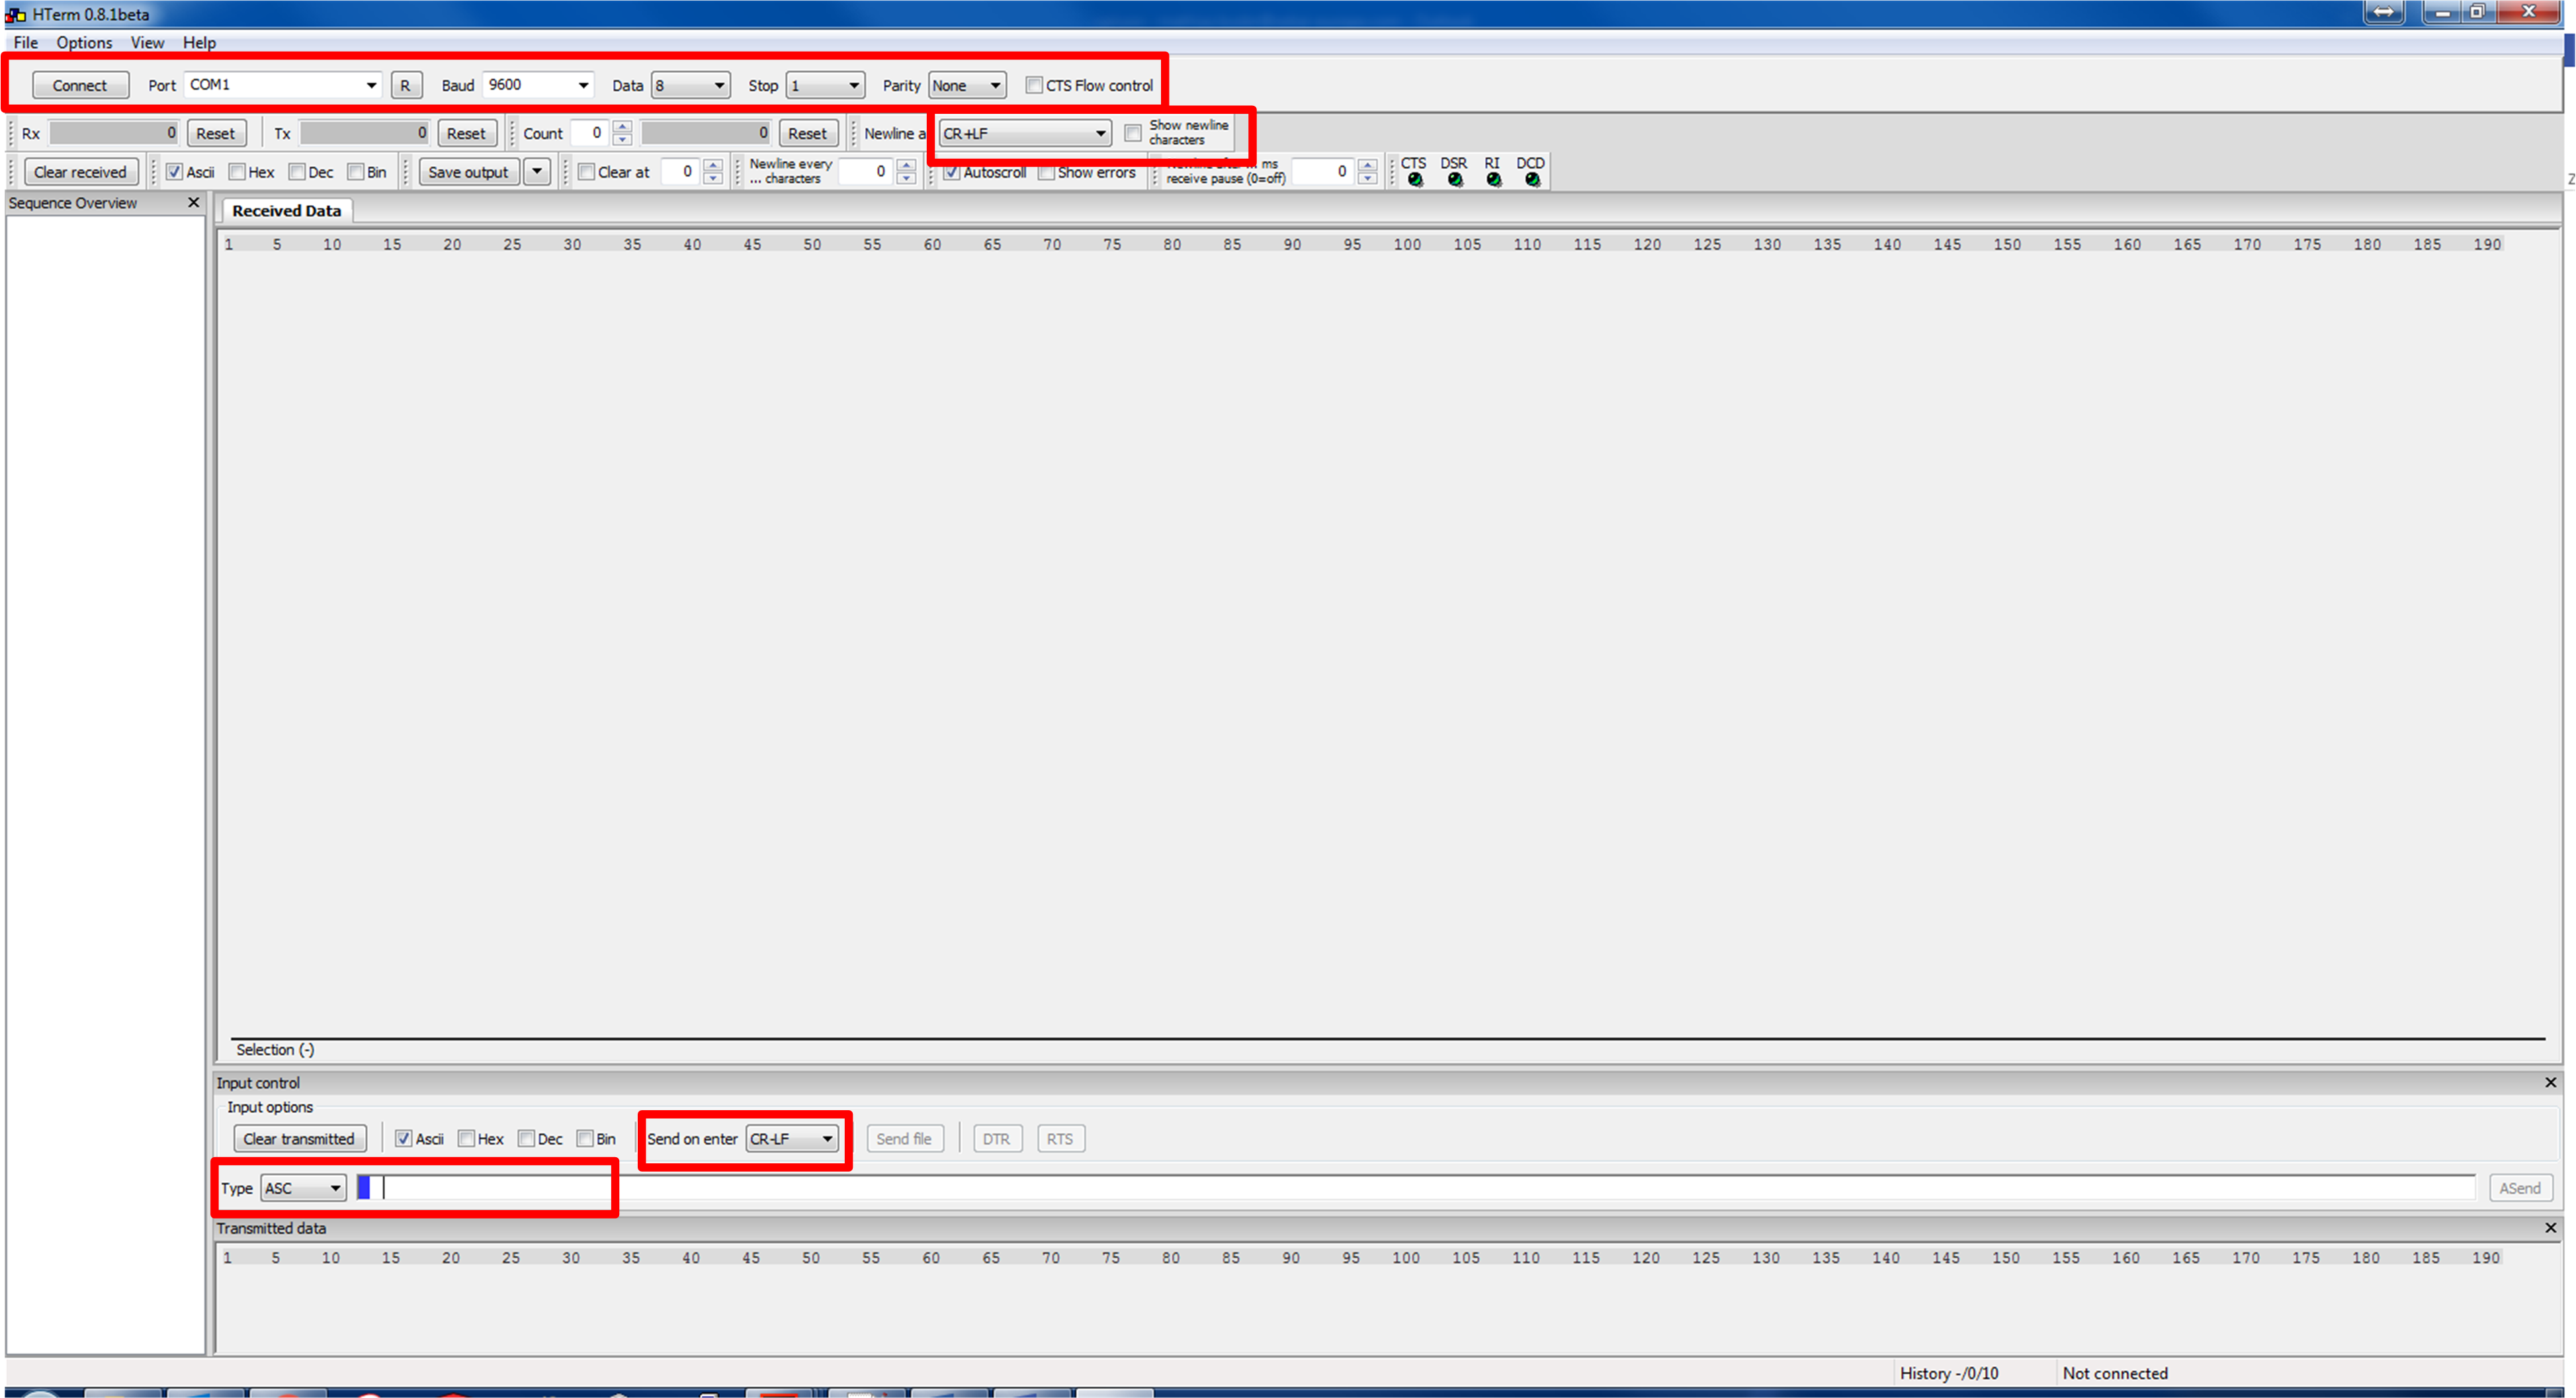 HTerm 0.8.1beta
File Options View Help
Connect Port COM1 R Baud 9600 Data 8 Stop 1 Parity None CTS Flow control
Rx 0 Reset Tx 0 Reset Count 0 0 Reset Newline a CR+LF Show newline
characters
Clear received Ascii Hex Dec Bin Save output Clear at 0 Newline every
... characters 0 Autoscroll Show errors ms
receive pause (0=off) 0 CTS DSR RI DCD
Sequence Overview
Received Data
1 5 10 15 20 25 30 35 40 45 50 55 60 65 70 75 80 85 90 95 100 105 110 115 120 125 130 135 140 145 150 155 160 165 170 175 180 185 190
Selection (-)
Input control
Input options
Clear transmitted Ascii Hex Dec Bin Send on enter CR-LF Send file DTR RTS
Type ASC ASend
Transmitted data
1 5 10 15 20 25 30 35 40 45 50 55 60 65 70 75 80 85 90 95 100 105 110 115 120 125 130 135 140 145 150 155 160 165 170 175 180 185 190
History -/0/10 Not connected